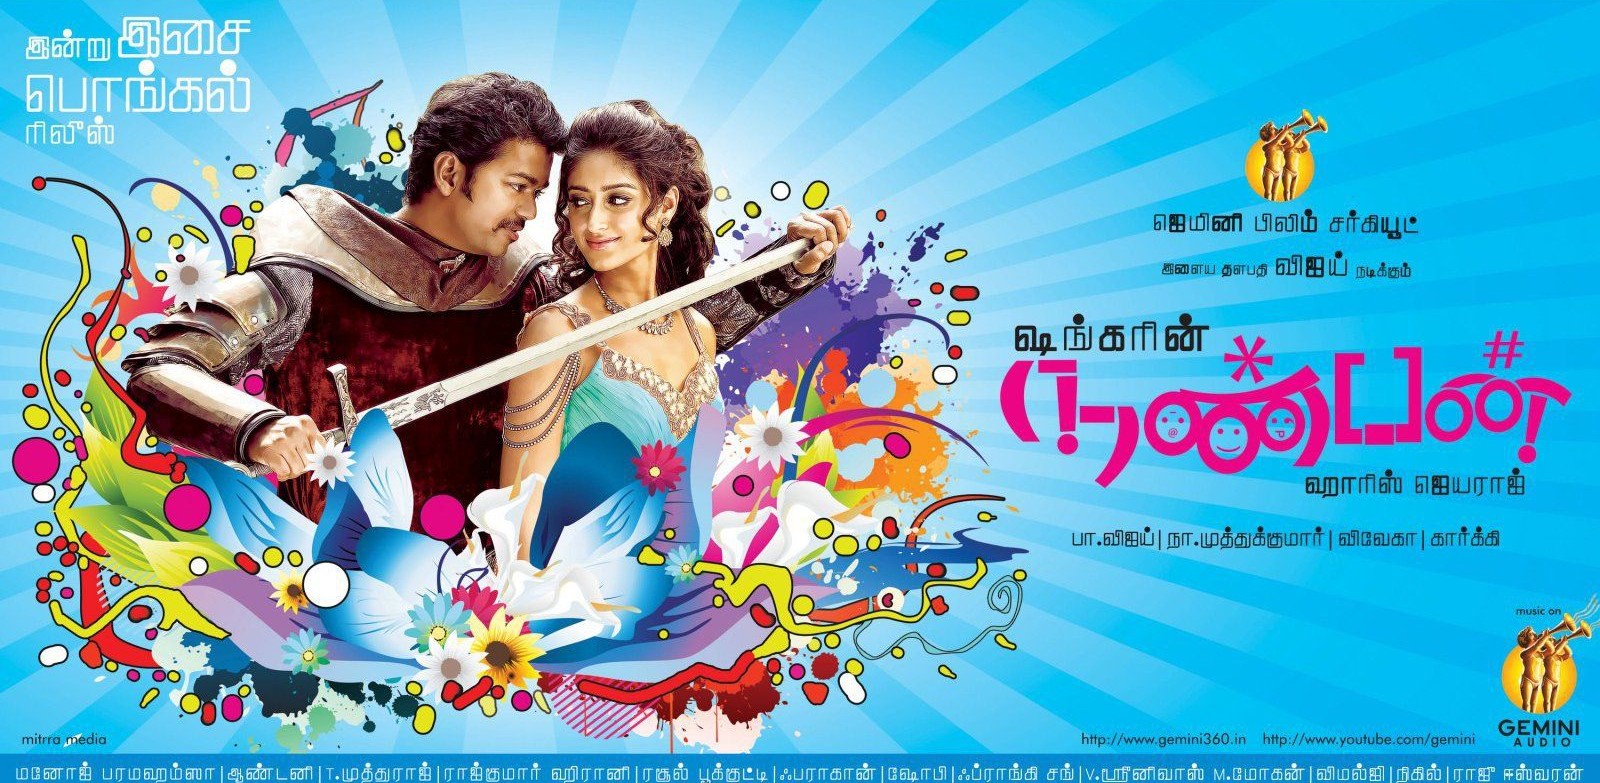 இன்று இசை
பொங்கல்
ரிலீஸ்
ஜெமினி பிலிம் சர்கியூட்
இளைய தளபதி விஜய் நடிக்கும்
ஷங்கரின்
நண்பன்
ஹாரிஸ் ஜெயராஜ்
பா.விஜய்|நா.முத்துக்குமார்|விவேகா|கார்க்கி
music on
GEMINI
AUDIO
mitrra media
http://www.gemini360.in http://www.youtube.com/gemini
மனோஜ் பரமஹம்ஸா|ஆண்டனி|T.முத்துராஜ்|ராஜ்குமார் ஹிரானி|ரசூல் பூக்குட்டி|ஃபராகான்|ஷோபி|ஃப்ராங்கி சங்|V.ஸ்ரீனிவாஸ் M.மோகன்|விமல்ஜி|நிகில்|ராஜு ஈஸ்வரன்